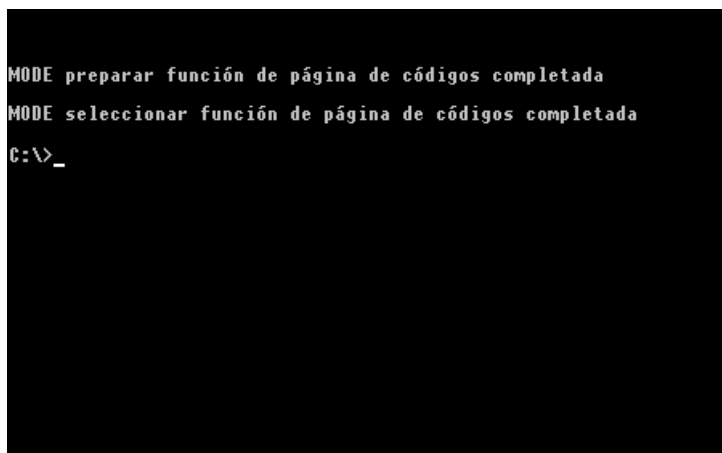 MODE preparar función de página de códigos completada
MODE seleccionar función de página de códigos completada
C:\>_